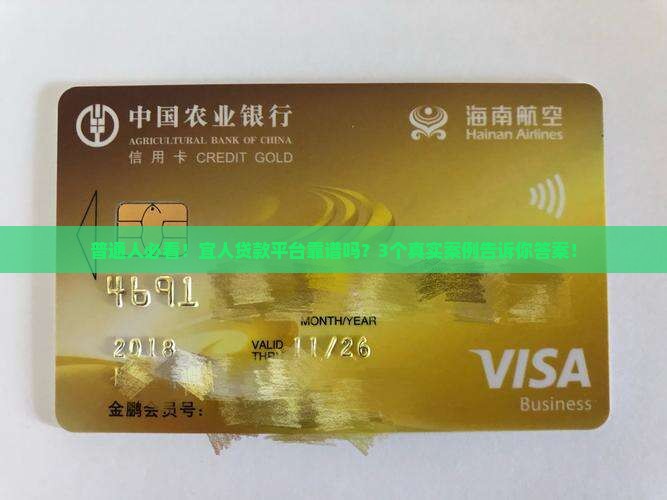 中国农业银行
AGRICULTURAL BANK OF CHINA
信用卡 CREDIT GOLD
海南航空
Hainan Airlines
普通人必看！宜人贷款平台靠谱吗？3个真实案例告诉你答案！
4691
MONTH/YEAR
2018
VALID
THRU
11/26
VISA
Business
金鹏会员号：